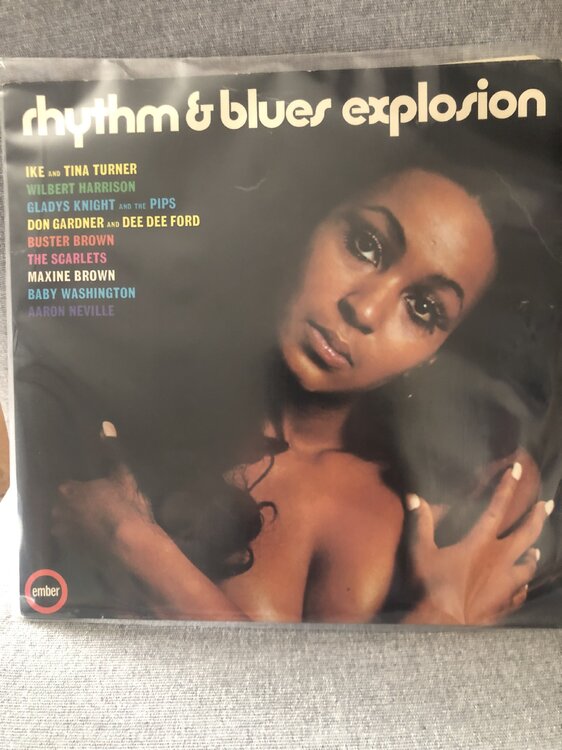 rhythm & blues explosion
IKE AND TINA TURNER
WILBERT HARRISON
GLADYS KNIGHT AND THE PIPS
DON GARDNER AND DEE DEE FORD
BUSTER BROWN
THE SCARLETS
MAXINE BROWN
BABY WASHINGTON
AARON NEVILLE
ember